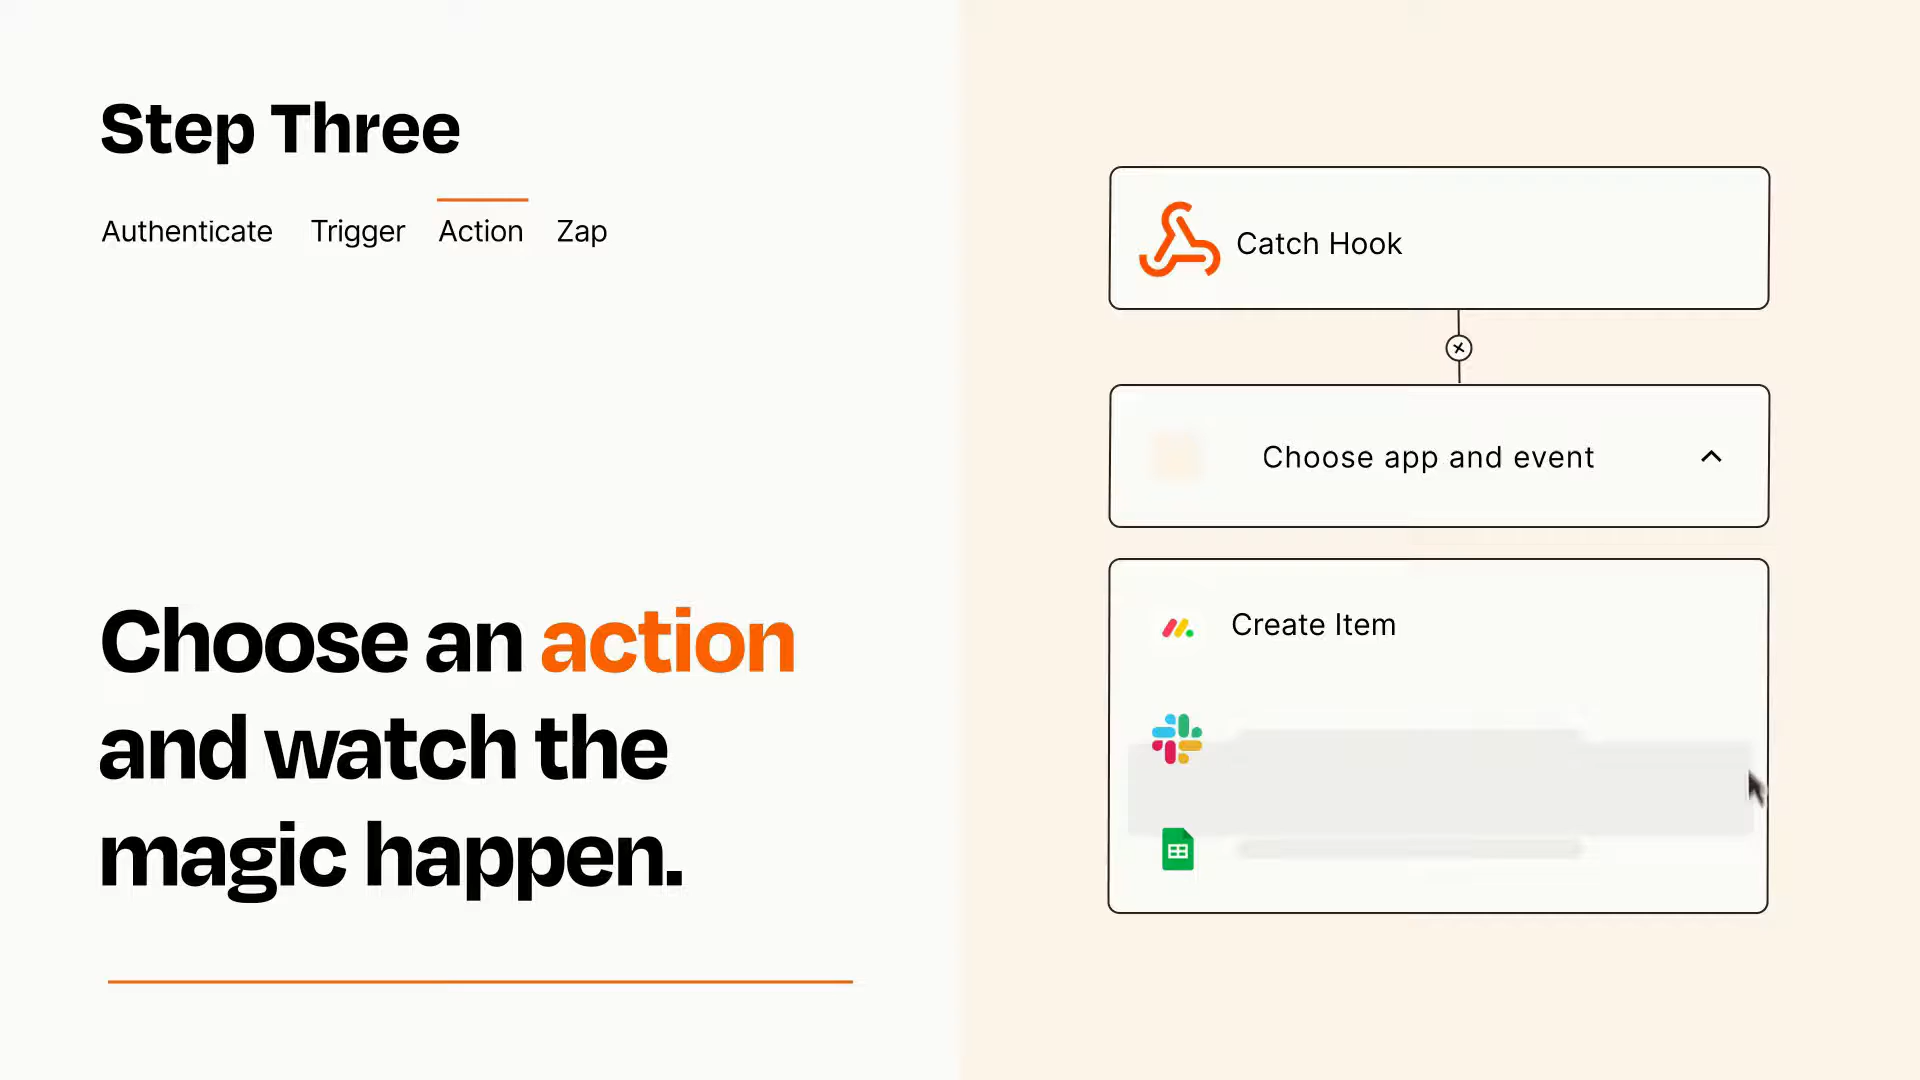 Step Three
Authenticate Trigger Action Zap
Choose an action
and watch the
magic happen.
Catch Hook
Choose app and event
Create Item